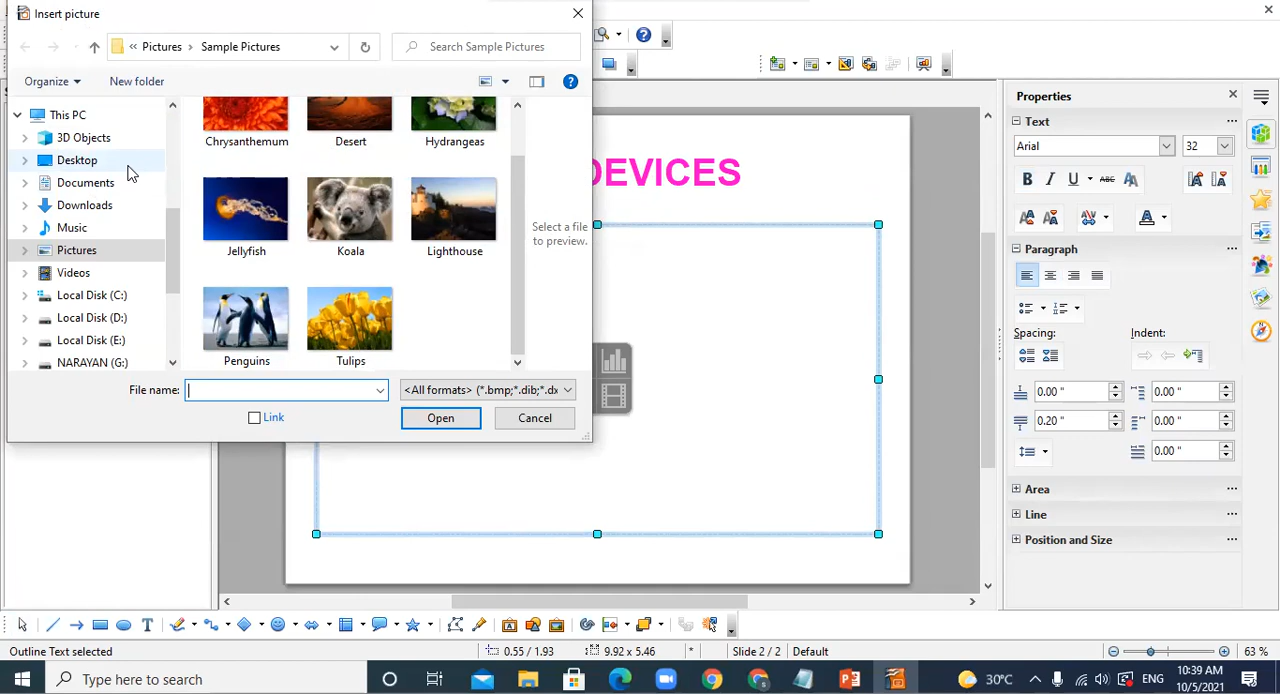 Insert picture
Pictures
Sample Pictures
Search Sample Pictures
Organize
New folder
This PC
3D Objects
Desktop
Documents
Downloads
Music
Pictures
Videos
Local Disk (C:)
Local Disk (D:)
Local Disk (E:)
NARAYAN (G:)
Chrysanthemum
Desert
Hydrangeas
Jellyfish
Koala
Lighthouse
Penguins
Tulips
Select a file
to preview.
File name:
<All formats> (*.bmp;*.dib;*.dx
Link
Open
Cancel
DEVICES
Properties
Text
Arial
32
B I U ABC A
Paragraph
Spacing:
Indent:
0.00 "
0.00 "
0.20 "
0.00 "
0.00 "
Area
Line
Position and Size
Outline Text selected
0.55 / 1.93
9.92 x 5.46
*
Slide 2 / 2
Default
63 %
Type here to search
30°C
ENG
10:39 AM
10/5/2021